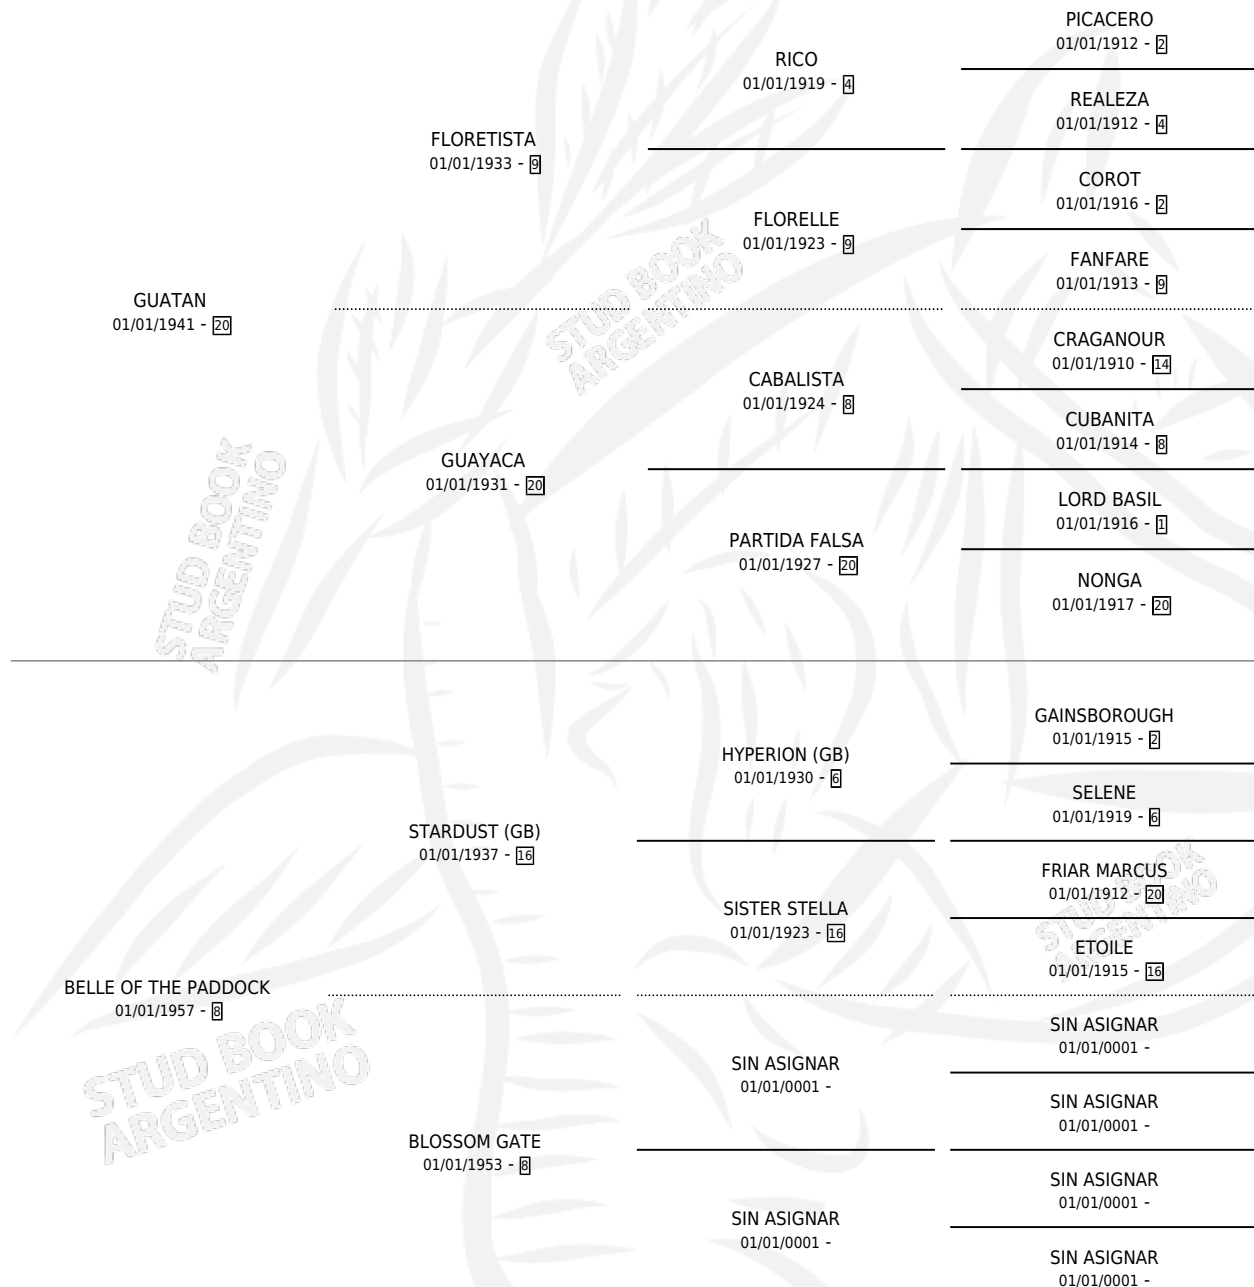 PICACERO
01/01/1912 - 2
RICO
01/01/1919 - 4
REALEZA
01/01/1912 - 4
FLORETISTA
01/01/1933 - 9
COROT
01/01/1916 - 2
FLORELLE
01/01/1923 - 9
FANFARE
01/01/1913 - 9
GUATAN
01/01/1941 - 20
CRAGANOUR
01/01/1910 - 14
CABALISTA
01/01/1924 - 8
CUBANITA
01/01/1914 - 8
GUAYACA
01/01/1931 - 20
LORD BASIL
01/01/1916 - 1
PARTIDA FALSA
01/01/1927 - 20
NONGA
01/01/1917 - 20
GAINSBOROUGH
01/01/1915 - 2
HYPERION (GB)
01/01/1930 - 6
SELENE
01/01/1919 - 6
STARDUST (GB)
01/01/1937 - 16
FRIAR MARCUS
01/01/1912 - 20
SISTER STELLA
01/01/1923 - 16
ETOILE
01/01/1915 - 16
BELLE OF THE PADDOCK
01/01/1957 - 8
SIN ASIGNAR
01/01/0001 -
SIN ASIGNAR
01/01/0001 -
SIN ASIGNAR
01/01/0001 -
BLOSSOM GATE
01/01/1953 - 8
SIN ASIGNAR
01/01/0001 -
SIN ASIGNAR
01/01/0001 -
SIN ASIGNAR
01/01/0001 -
STUD BOOK
ARGENTINO
STUD BOOK
ARGENTINO
STUD BOOK
ARGENTINO
STUD BOOK
ARGENTINO